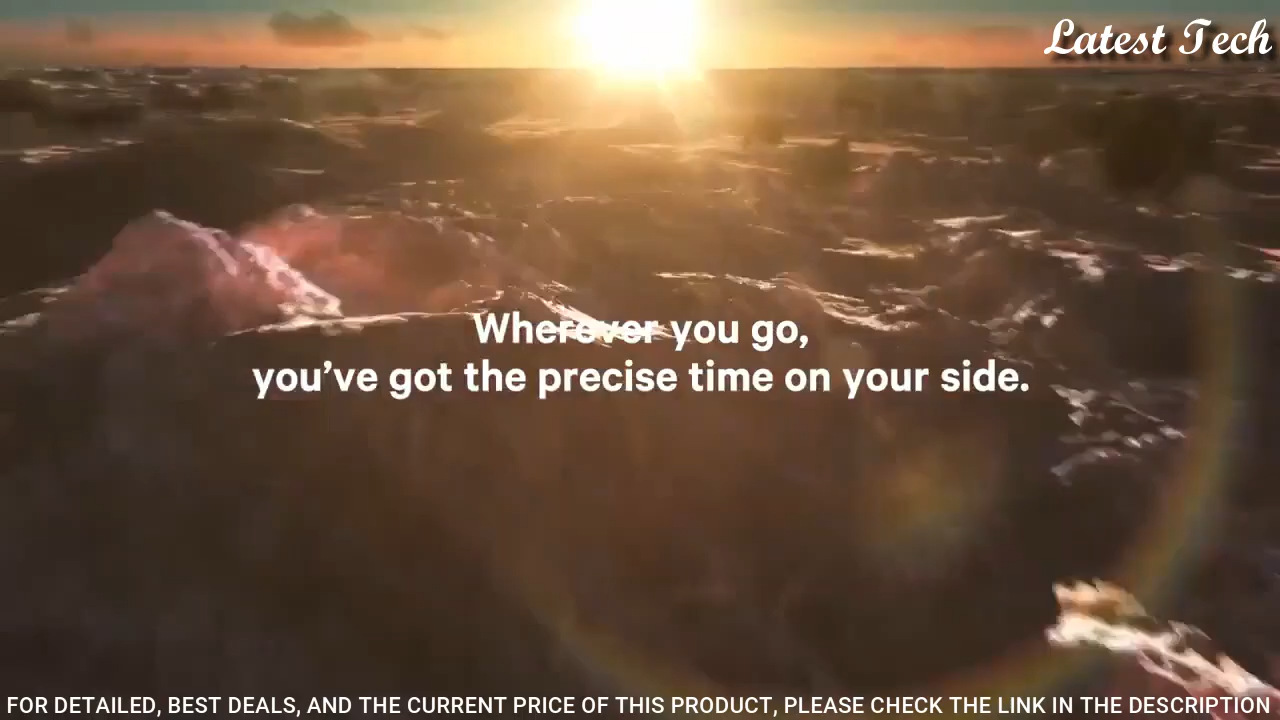 Latest Tech
Wherever you go,
you've got the precise time on your side.
FOR DETAILED, BEST DEALS, AND THE CURRENT PRICE OF THIS PRODUCT, PLEASE CHECK THE LINK IN THE DESCRIPTION